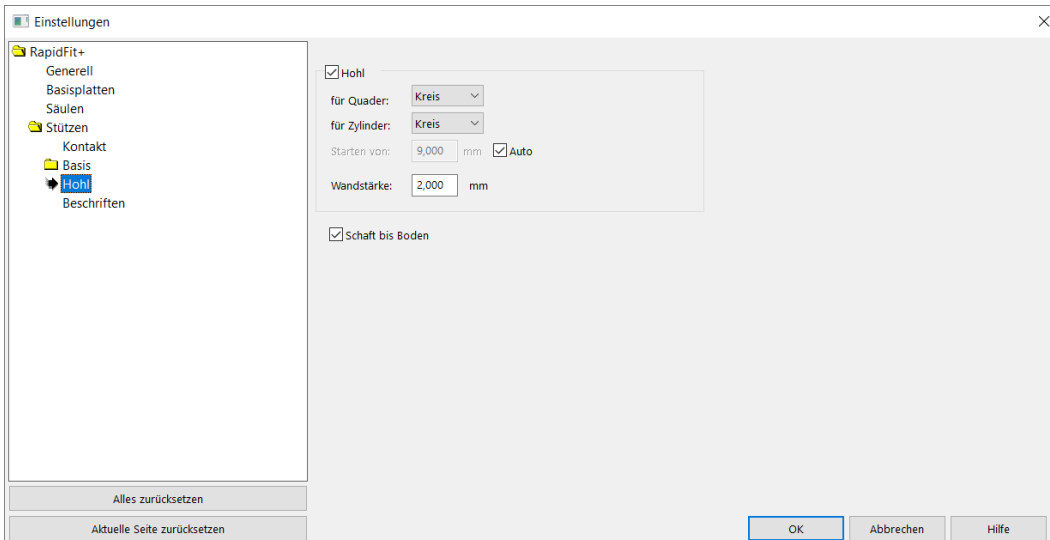 Einstellungen
RapidFit+
Generell
Basisplatten
Säulen
Stützen
Kontakt
Basis
Hohl
Beschriften
Alles zurücksetzen
Aktuelle Seite zurücksetzen
Hohl
für Quader: Kreis
für Zylinder: Kreis
Starten von: 9,000 mm Auto
Wandstärke: 2,000 mm
Schaft bis Boden
OK Abbrechen Hilfe